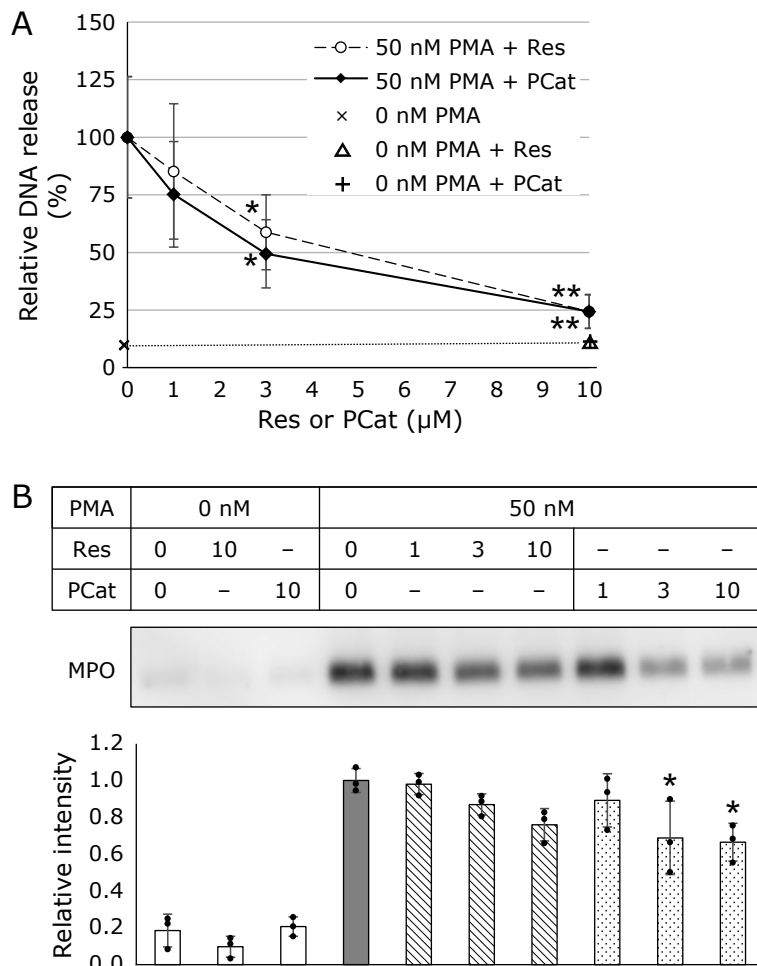 A
150
125
100
75
50
25
0
Relative DNA release
(%)
50 nM PMA + Res
50 nM PMA + PCat
0 nM PMA
0 nM PMA + Res
0 nM PMA + PCat
*
*
**
**
0 1 2 3 4 5 6 7 8 9 10
Res or PCat (μM)
B
PMA 0 nM 50 nM
Res 0 10 – 0 1 3 10 – – –
PCat 0 – 10 0 – – – 1 3 10
MPO
1.2
1.0
0.8
0.6
0.4
0.2
0.0
Relative intensity
* *